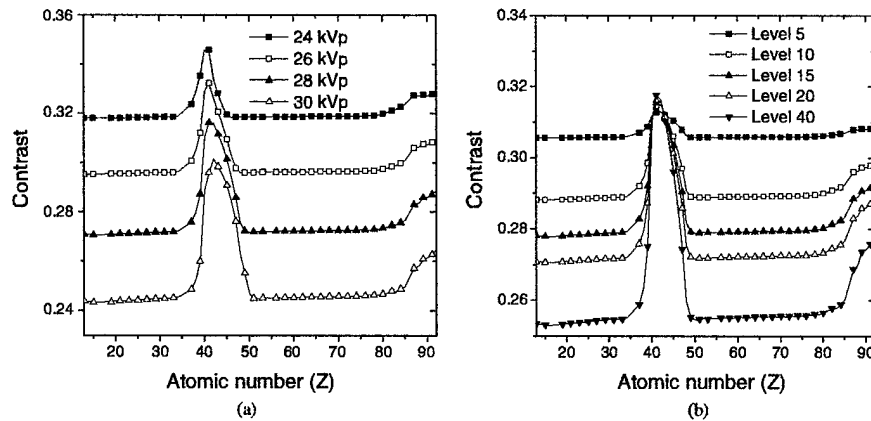 0.36
0.32
0.28
0.24
Contrast
24 kVp
26 kVp
28 kVp
30 kVp
20 30 40 50 60 70 80 90
Atomic number (Z)
(a)
0.34
0.32
0.30
0.28
0.26
Contrast
Level 5
Level 10
Level 15
Level 20
Level 40
20 30 40 50 60 70 80 90
Atomic number (Z)
(b)